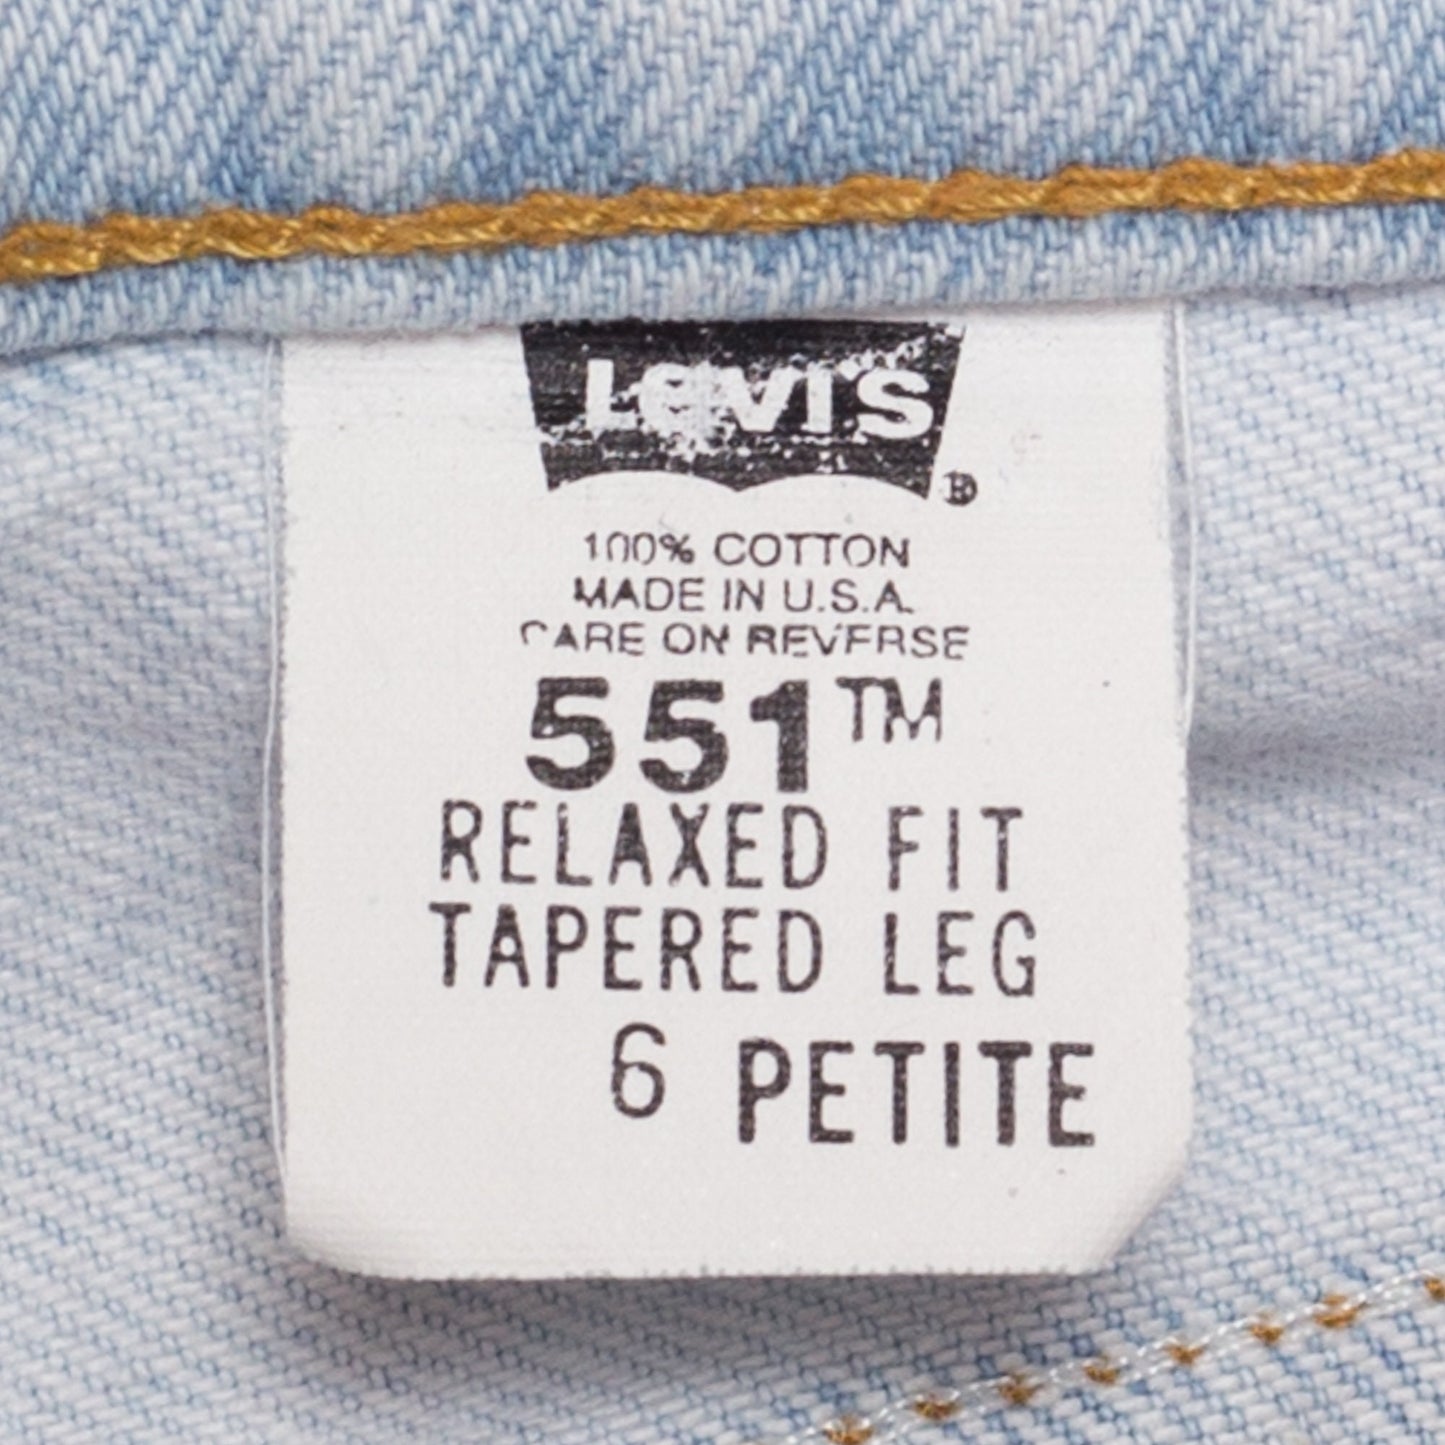 Levi's ®
100% COTTON
MADE IN U.S.A.
CARE ON REVERSE
551™
RELAXED FIT
TAPERED LEG
6 PETITE